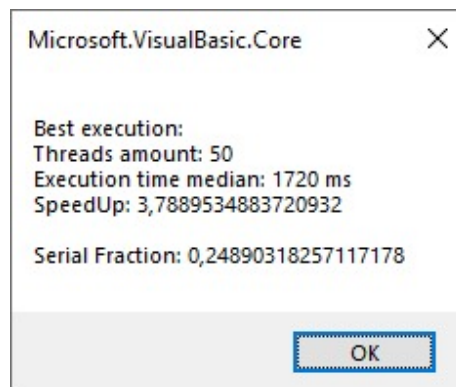 Microsoft.VisualBasic.Core
Best execution:
Threads amount: 50
Execution time median: 1720 ms
SpeedUp: 3,7889534883720932
Serial Fraction: 0,24890318257117178
OK